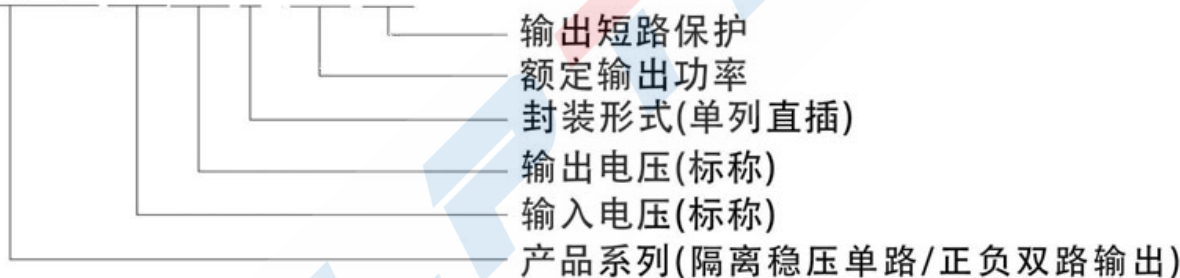 输出短路保护
额定输出功率
封装形式(单列直插)
输出电压(标称)
输入电压(标称)
产品系列(隔离稳压单路/正负双路输出)